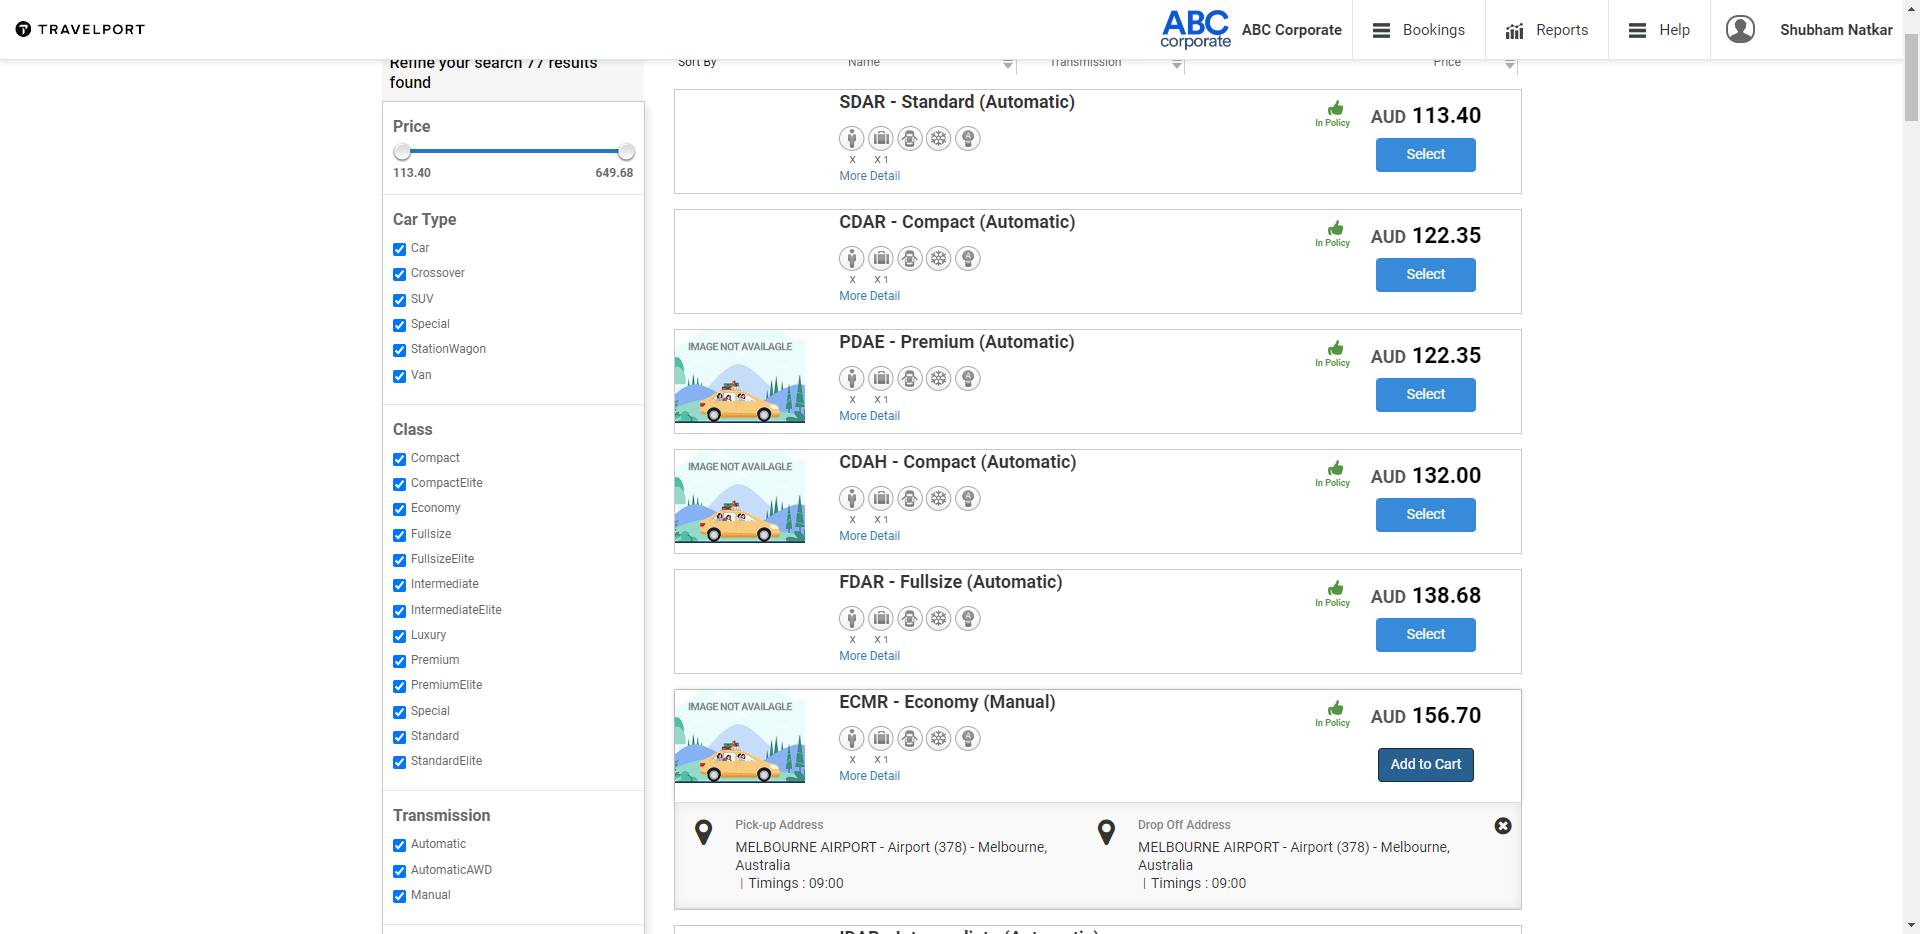 TRAVELPORT
ABC
corporate
ABC Corporate
Bookings
Reports
Help
Shubham Natkar
Refine your search 77 results
found
Sort By
Name
Transmission
Price
Price
113.40
649.68
Car Type
Car
Crossover
SUV
Special
StationWagon
Van
Class
Compact
CompactElite
Economy
Fullsize
FullsizeElite
Intermediate
IntermediateElite
Luxury
Premium
PremiumElite
Special
Standard
StandardElite
Transmission
Automatic
AutomaticAWD
Manual
SDAR - Standard (Automatic)
X
X 1
More Detail
In Policy
AUD 113.40
Select
CDAR - Compact (Automatic)
X
X 1
More Detail
In Policy
AUD 122.35
Select
IMAGE NOT AVAILAGLE
PDAE - Premium (Automatic)
X
X 1
More Detail
In Policy
AUD 122.35
Select
IMAGE NOT AVAILAGLE
CDAH - Compact (Automatic)
X
X 1
More Detail
In Policy
AUD 132.00
Select
FDAR - Fullsize (Automatic)
X
X 1
More Detail
In Policy
AUD 138.68
Select
IMAGE NOT AVAILAGLE
ECMR - Economy (Manual)
X
X 1
More Detail
In Policy
AUD 156.70
Add to Cart
Pick-up Address
MELBOURNE AIRPORT - Airport (378) - Melbourne,
Australia
| Timings : 09:00
Drop Off Address
MELBOURNE AIRPORT - Airport (378) - Melbourne,
Australia
| Timings : 09:00
IDAR - Intermediate (Automatic)